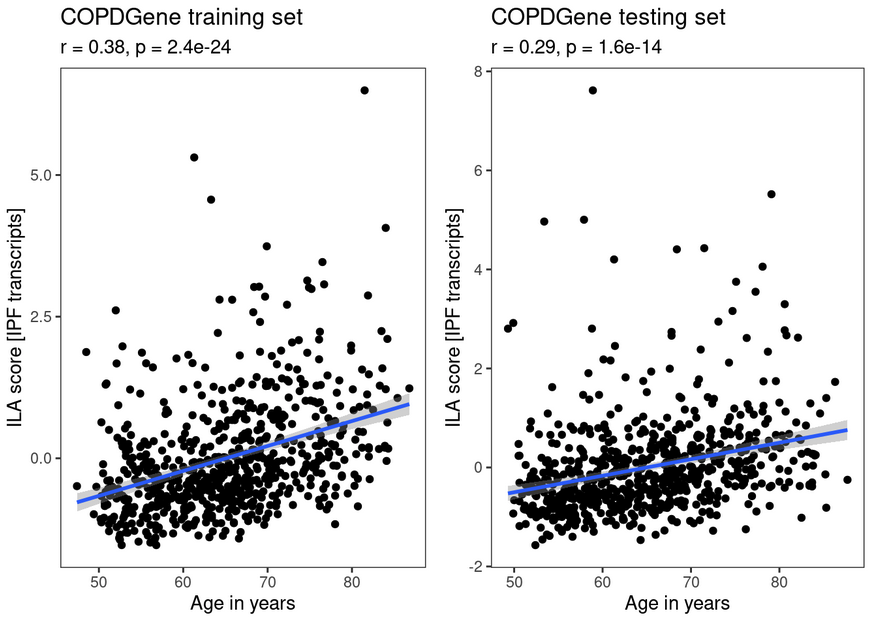 COPDGene training set
r = 0.38, p = 2.4e-24
ILA score [IPF transcripts]
5.0
2.5
0.0
50
60
70
80
Age in years
COPDGene testing set
r = 0.29, p = 1.6e-14
ILA score [IPF transcripts]
8
6
4
2
0
-2
50
60
70
80
Age in years